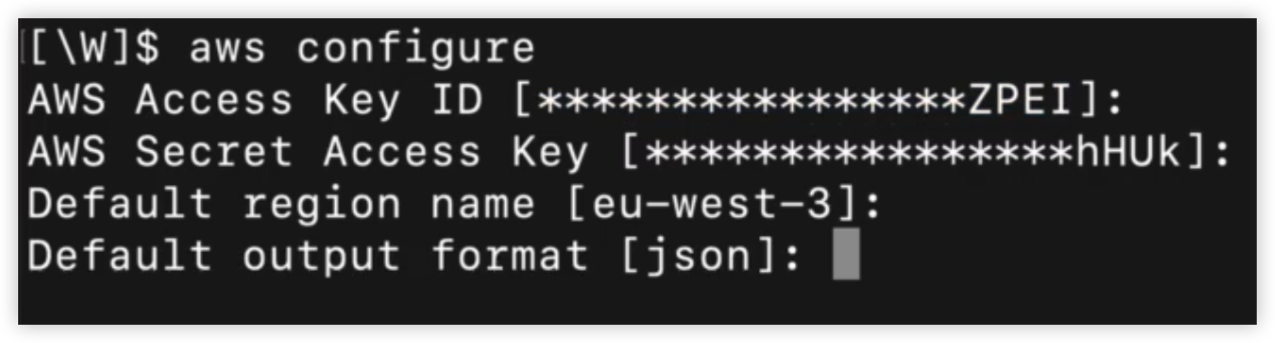 [\W]$ aws configure
AWS Access Key ID [****************ZPEI]:
AWS Secret Access Key [****************hHUk]:
Default region name [eu-west-3]:
Default output format [json]: